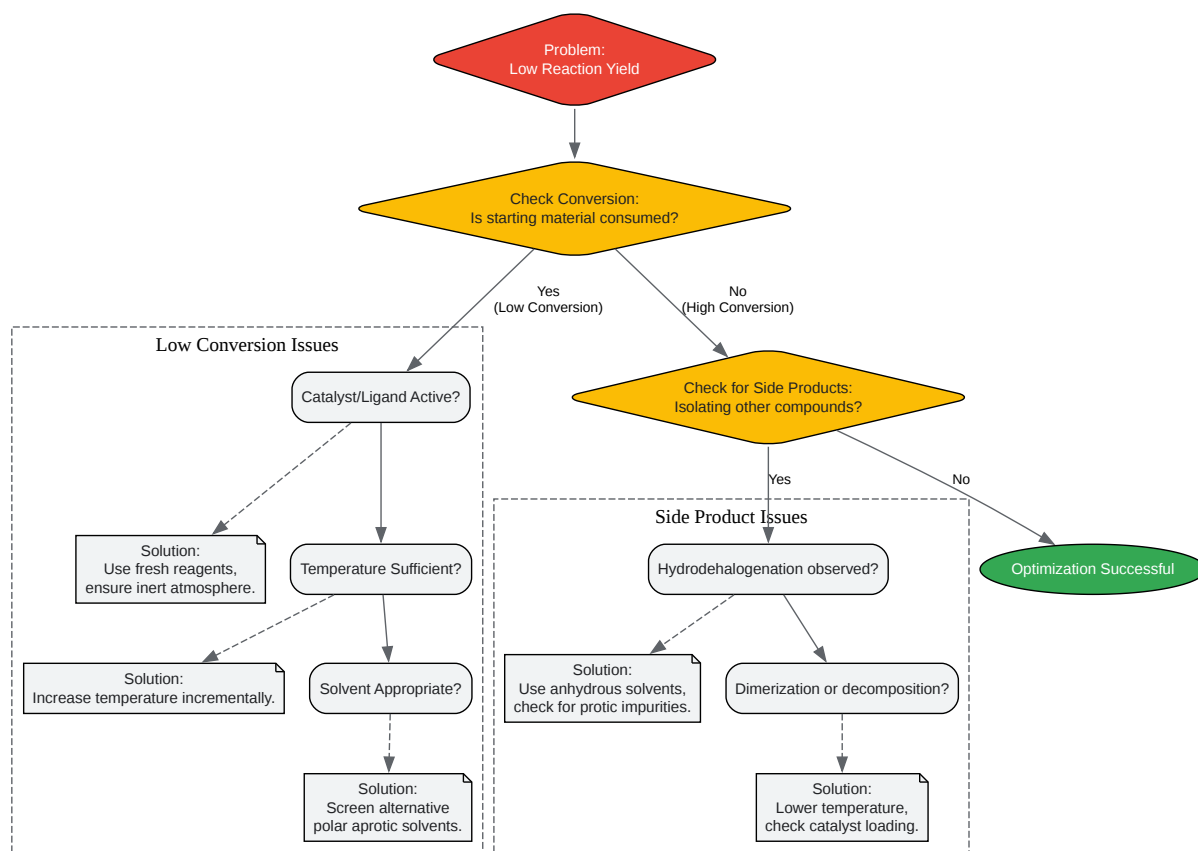 Problem:
Low Reaction Yield
Check Conversion:
Is starting material consumed?
Yes
(Low Conversion)
No
(High Conversion)
Low Conversion Issues
Catalyst/Ligand Active?
Check for Side Products:
Isolating other compounds?
Yes
No
Side Product Issues
Solution:
Use fresh reagents,
ensure inert atmosphere.
Temperature Sufficient?
Hydrodehalogenation observed?
Optimization Successful
Solution:
Increase temperature incrementally.
Solvent Appropriate?
Solution:
Use anhydrous solvents,
check for protic impurities.
Dimerization or decomposition?
Solution:
Screen alternative
polar aprotic solvents.
Solution:
Lower temperature,
check catalyst loading.